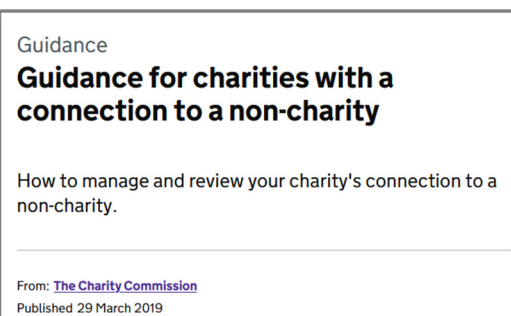 Guidance
Guidance for charities with a
connection to a non-charity
How to manage and review your charity's connection to a
non-charity.
From: The Charity Commission
Published 29 March 2019